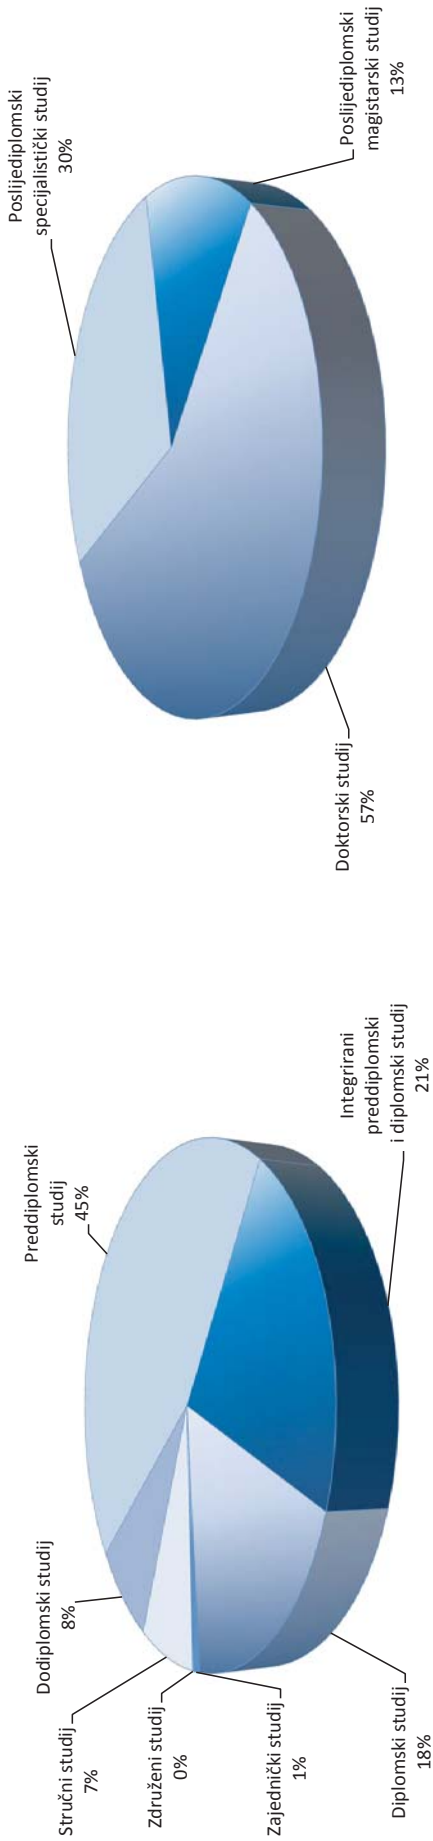 Preddiplomski
studij
45%
Integrirani
preddiplomski
i diplomski studij
21%
Diplomski studij
18%
Zajednički studij
1%
Združeni studij
0%
Stručni studij
7%
Dodiplomski studij
8%
Poslijediplomski
specijalistički studij
30%
Poslijediplomski
magistarski studij
13%
Doktorski studij
57%